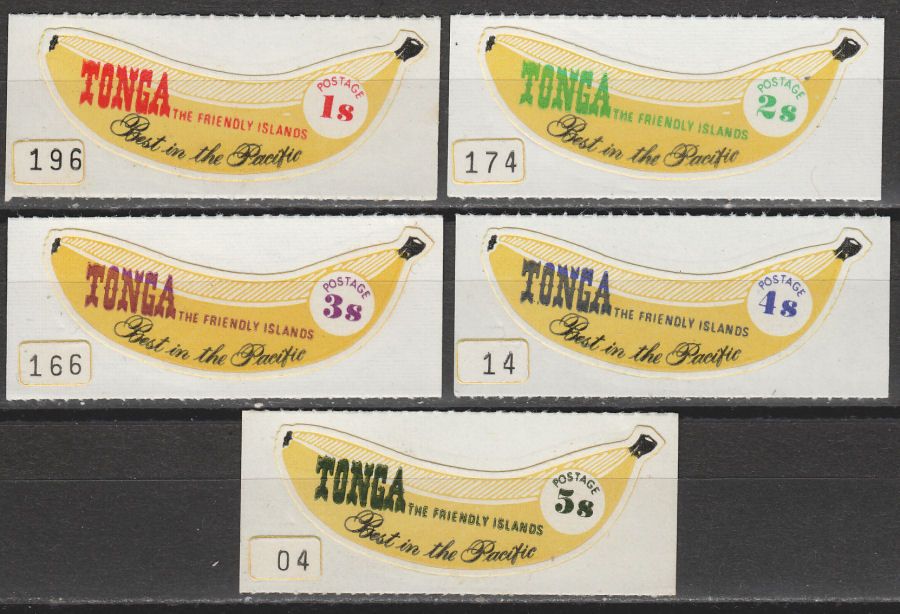 TONGA THE FRIENDLY ISLANDS
POSTAGE
1s
Best in the Pacific
196
TONGA THE FRIENDLY ISLANDS
POSTAGE
2s
Best in the Pacific
174
TONGA THE FRIENDLY ISLANDS
POSTAGE
3s
Best in the Pacific
166
TONGA THE FRIENDLY ISLANDS
POSTAGE
4s
Best in the Pacific
14
TONGA THE FRIENDLY ISLANDS
POSTAGE
5s
Best in the Pacific
04